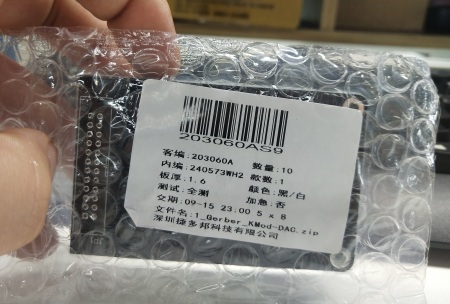 203060AS9
客编: 203060A 数量: 10
内编: 240573WH2 款数: 1
板厚: 1.6 颜色: 黑/白
测试: 全测 加急: 否
交期: 09-15 23:00 5 x 8
文件名: 1_Gerber_KMod-DAC.zip
深圳捷多邦科技有限公司